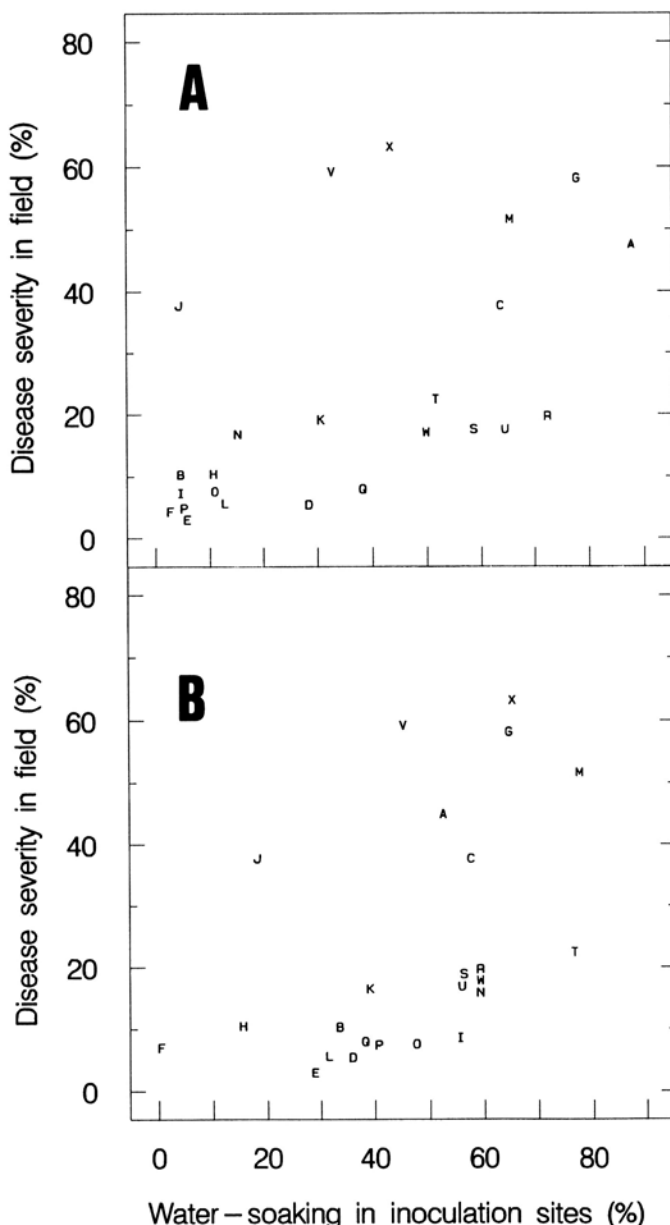 80
A
X
V
G
60
M
A
Disease severity in field (%)
40
J
C
T
20
K
R
N
W
S
U
B
H
Q
I
O
F
P
L
D
E
0
80
B
X
60
V
G
M
A
Disease severity in field (%)
40
J
C
T
20
R
S
W
K
U
N
H
B
I
F
Q
P
O
L
D
E
0
0 20 40 60 80
Water–soaking in inoculation sites (%)